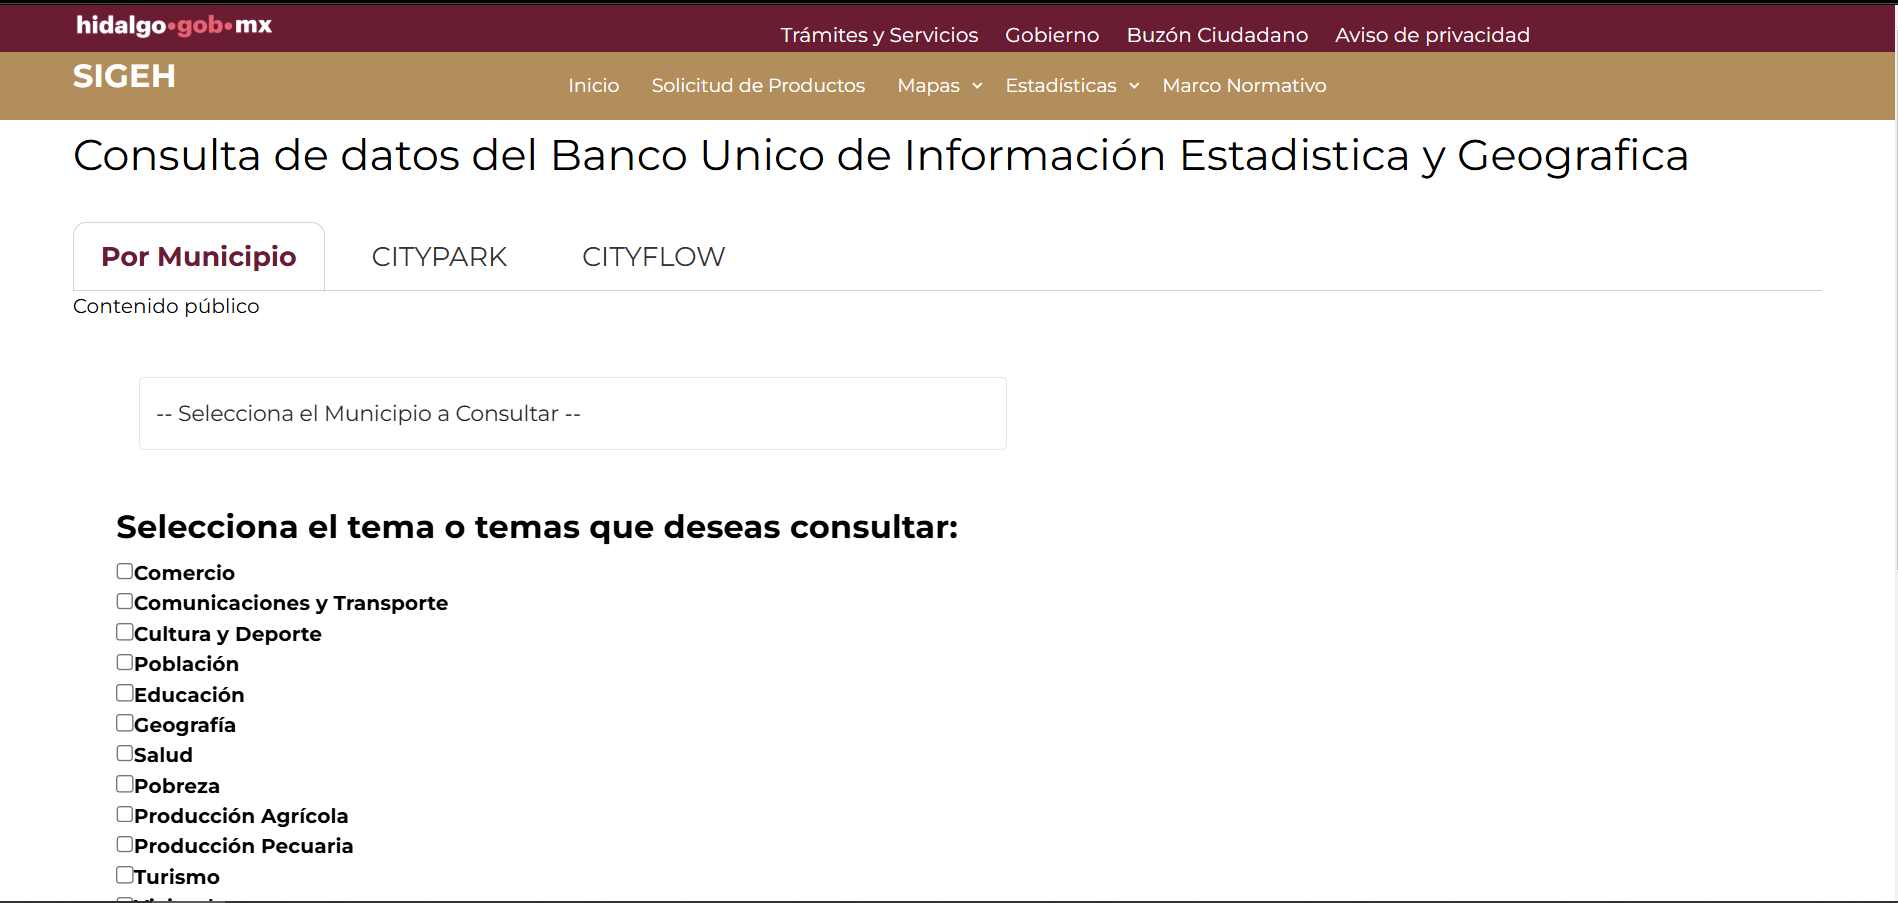 hidalgo•gob•mx
Trámites y Servicios Gobierno Buzón Ciudadano Aviso de privacidad
SIGEH
Inicio Solicitud de Productos Mapas Estadísticas Marco Normativo
Consulta de datos del Banco Unico de Información Estadistica y Geografica
Por Municipio CITYPARK CITYFLOW
Contenido público
-- Selecciona el Municipio a Consultar --
Selecciona el tema o temas que deseas consultar:
Comercio
Comunicaciones y Transporte
Cultura y Deporte
Población
Educación
Geografía
Salud
Pobreza
Producción Agrícola
Producción Pecuaria
Turismo